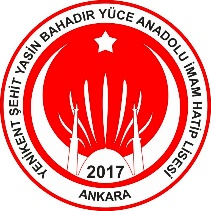 YENİKENT ŞEHİT YASİN BAHADIR YÜCE ANADOLU İMAM HATİP LİSESİ
2017
ANKARA